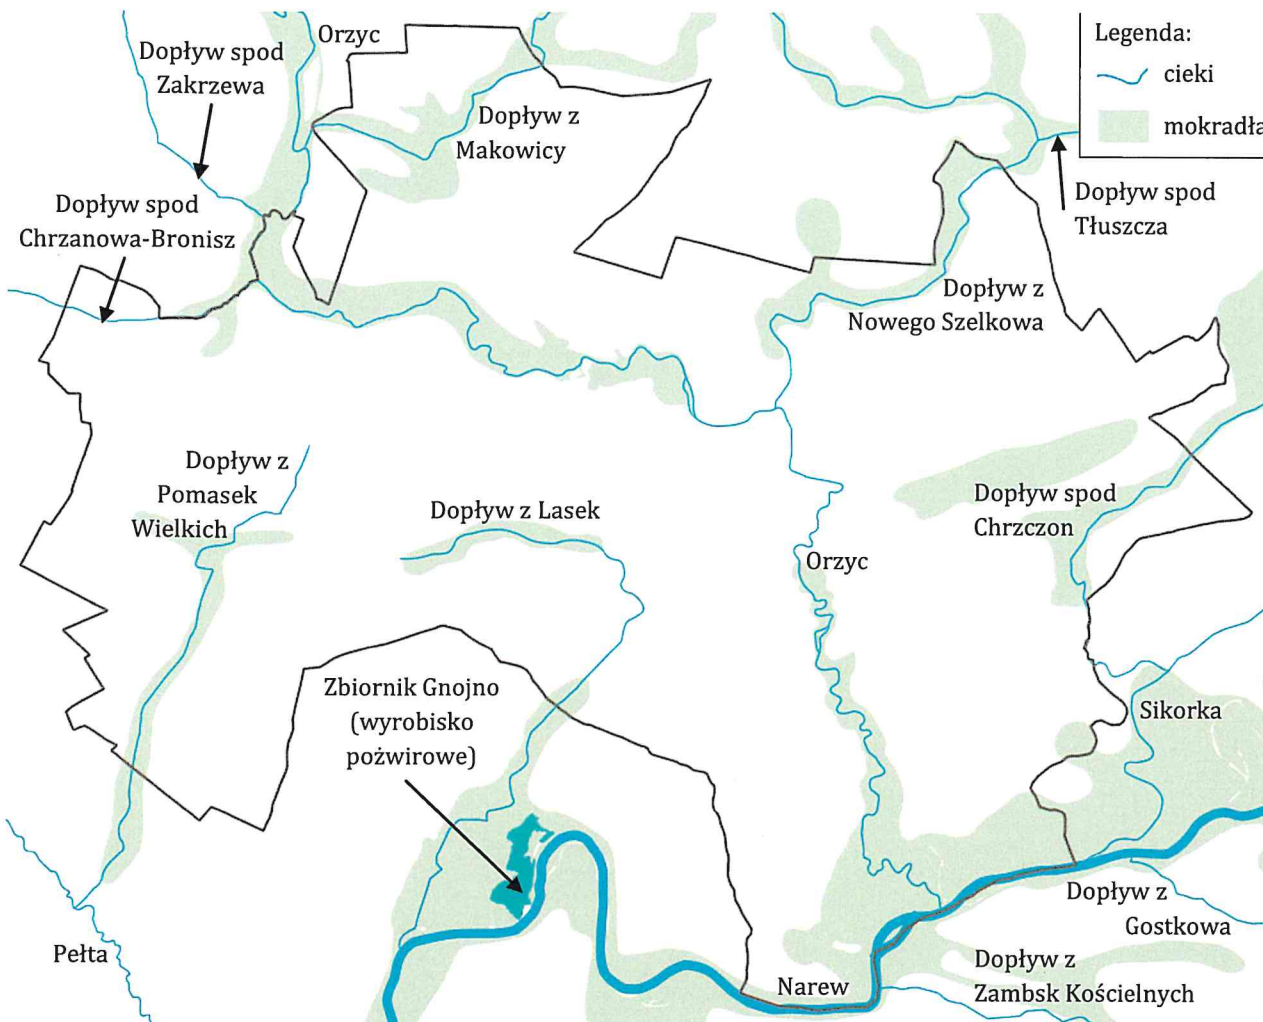 Orzyc
Dopływ spod
Zakrzewa
Legenda:
cieki
mokradła
Dopływ z
Makowicy
Dopływ spod
Tłuszcza
Dopływ spod
Chrzanowa-Bronisz
Dopływ z
Nowego Szelkowa
Dopływ z
Pomasek
Wielkich
Dopływ z Lasek
Dopływ spod
Chrzczon
Orzyc
Zbiornik Gnojno
(wyrobisko
pożwirowe)
Sikorka
Dopływ z
Gostkowa
Pełta
Narew
Dopływ z
Zambsk Kościelnych